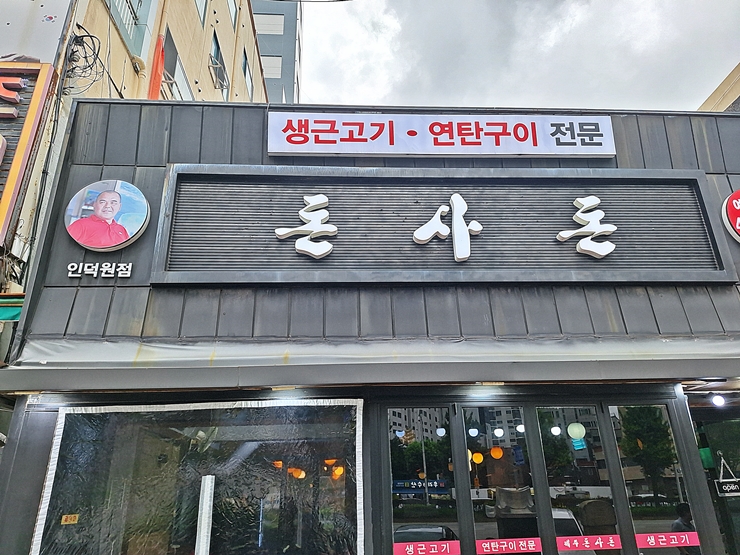 생근고기 · 연탄구이 전문
돈사돈
인덕원점
생근고기
연탄구이 전문
제주 돈사돈
생근고기
open